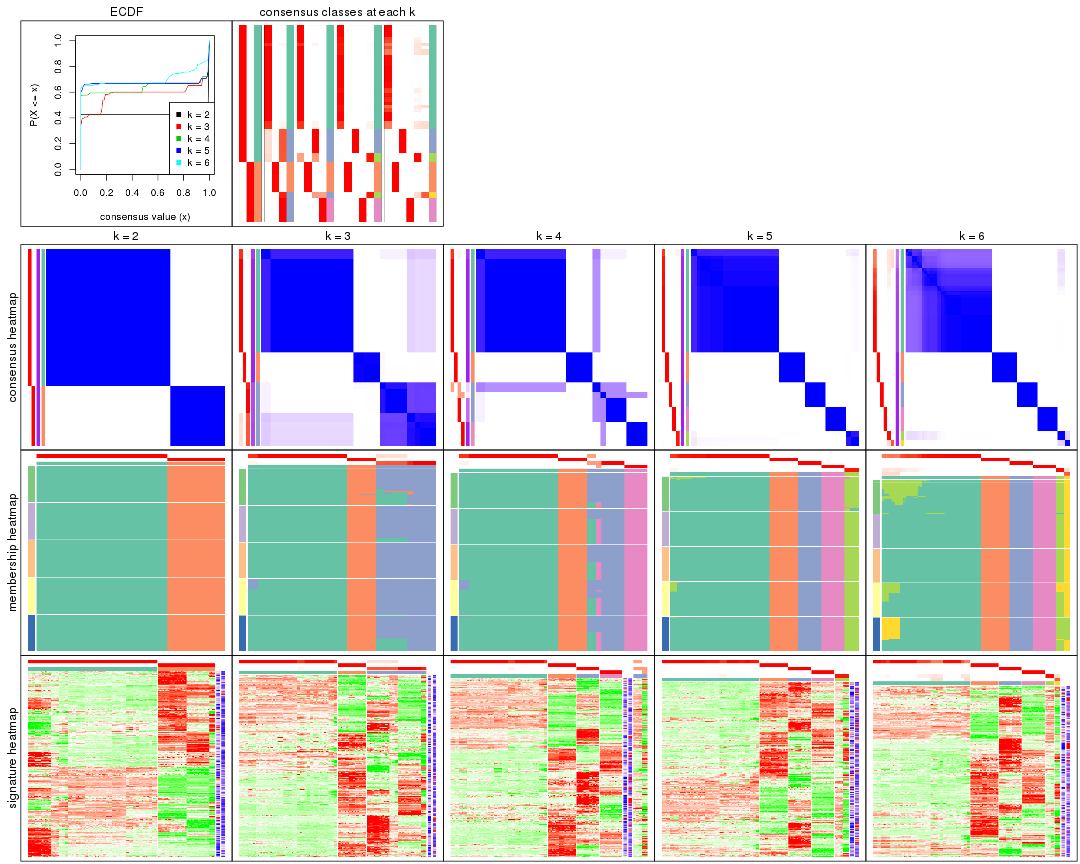 ECDF
consensus classes at each k
P(X <= x)
0.0 0.2 0.4 0.6 0.8 1.0
k = 2
k = 3
k = 4
k = 5
k = 6
0.0 0.2 0.4 0.6 0.8 1.0
consensus value (x)
k = 2 k = 3 k = 4 k = 5 k = 6
consensus heatmap
membership heatmap
signature heatmap